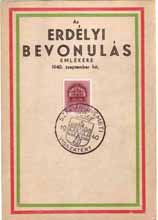 Az
ERDÉLYI
BEVONULÁS
EMLÉKÉRE
1940. szeptember hó.